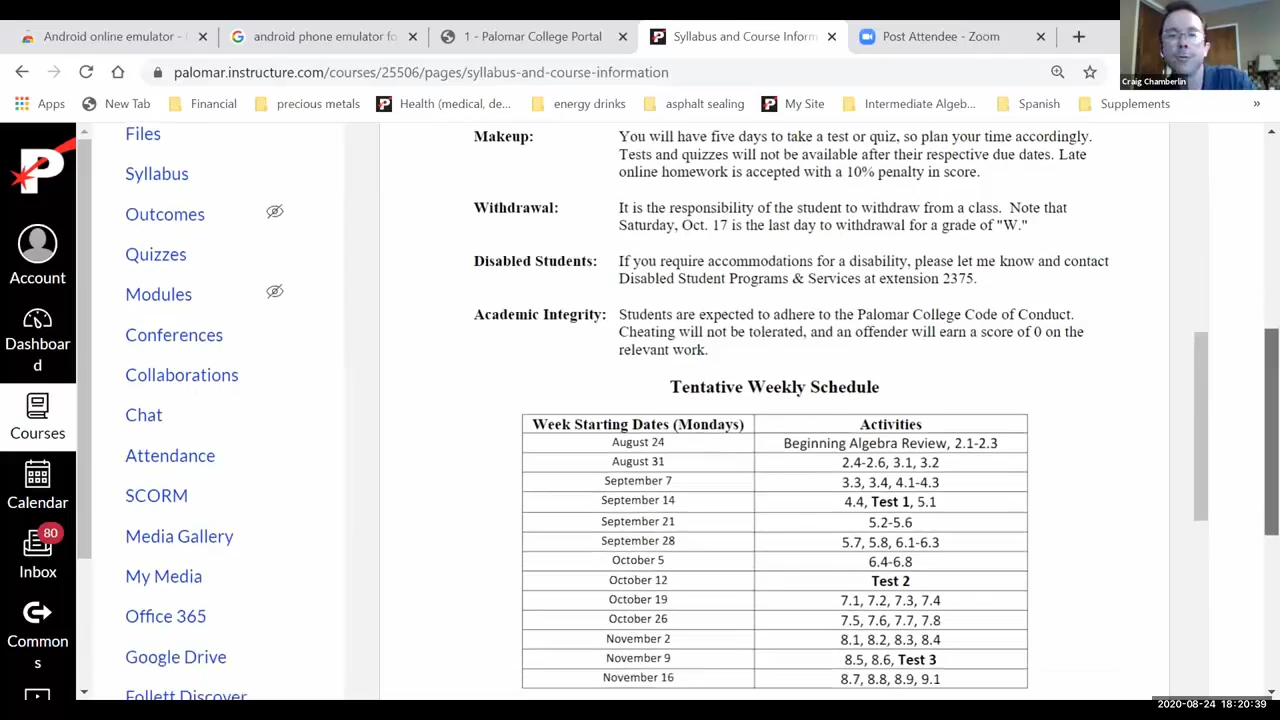 Android online emulator -
android phone emulator fo
1 - Palomar College Portal
Syllabus and Course Inform
Post Attendee - Zoom
Craig Chamberlin
palomar.instructure.com/courses/25506/pages/syllabus-and-course-information
Apps
New Tab
Financial
precious metals
Health (medical, de...
energy drinks
asphalt sealing
My Site
Intermediate Algeb...
Spanish
Supplements
»
P
Account
Dashboar
d
Courses
Calendar
80
Inbox
Common
s
Files
Syllabus
Outcomes
Quizzes
Modules
Conferences
Collaborations
Chat
Attendance
SCORM
Media Gallery
My Media
Office 365
Google Drive
Follett Discover
Makeup: You will have five days to take a test or quiz, so plan your time accordingly.
Tests and quizzes will not be available after their respective due dates. Late
online homework is accepted with a 10% penalty in score.
Withdrawal: It is the responsibility of the student to withdraw from a class. Note that
Saturday, Oct. 17 is the last day to withdrawal for a grade of "W."
Disabled Students: If you require accommodations for a disability, please let me know and contact
Disabled Student Programs & Services at extension 2375.
Academic Integrity: Students are expected to adhere to the Palomar College Code of Conduct.
Cheating will not be tolerated, and an offender will earn a score of 0 on the
relevant work.
Tentative Weekly Schedule
Week Starting Dates (Mondays) Activities
August 24 Beginning Algebra Review, 2.1-2.3
August 31 2.4-2.6, 3.1, 3.2
September 7 3.3, 3.4, 4.1-4.3
September 14 4.4, Test 1, 5.1
September 21 5.2-5.6
September 28 5.7, 5.8, 6.1-6.3
October 5 6.4-6.8
October 12 Test 2
October 19 7.1, 7.2, 7.3, 7.4
October 26 7.5, 7.6, 7.7, 7.8
November 2 8.1, 8.2, 8.3, 8.4
November 9 8.5, 8.6, Test 3
November 16 8.7, 8.8, 8.9, 9.1
2020-08-24 18:20:39